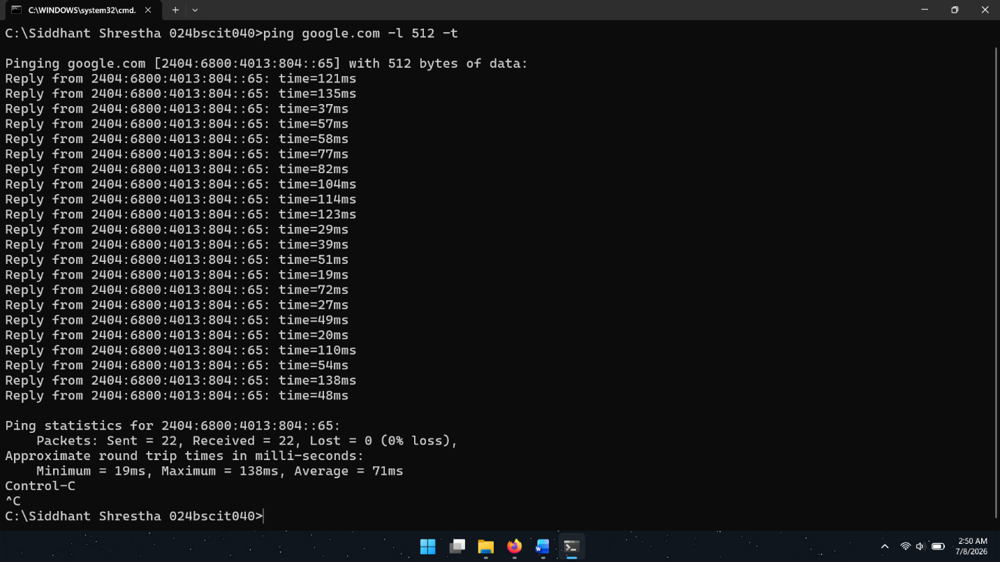 C:\WINDOWS\system32\cmd.
C:\Siddhant Shrestha 024bscit040>ping google.com -l 512 -t
Pinging google.com [2404:6800:4013:804::65] with 512 bytes of data:
Reply from 2404:6800:4013:804::65: time=121ms
Reply from 2404:6800:4013:804::65: time=135ms
Reply from 2404:6800:4013:804::65: time=37ms
Reply from 2404:6800:4013:804::65: time=57ms
Reply from 2404:6800:4013:804::65: time=58ms
Reply from 2404:6800:4013:804::65: time=77ms
Reply from 2404:6800:4013:804::65: time=82ms
Reply from 2404:6800:4013:804::65: time=104ms
Reply from 2404:6800:4013:804::65: time=114ms
Reply from 2404:6800:4013:804::65: time=123ms
Reply from 2404:6800:4013:804::65: time=29ms
Reply from 2404:6800:4013:804::65: time=39ms
Reply from 2404:6800:4013:804::65: time=51ms
Reply from 2404:6800:4013:804::65: time=19ms
Reply from 2404:6800:4013:804::65: time=72ms
Reply from 2404:6800:4013:804::65: time=27ms
Reply from 2404:6800:4013:804::65: time=49ms
Reply from 2404:6800:4013:804::65: time=20ms
Reply from 2404:6800:4013:804::65: time=110ms
Reply from 2404:6800:4013:804::65: time=54ms
Reply from 2404:6800:4013:804::65: time=138ms
Reply from 2404:6800:4013:804::65: time=48ms
Ping statistics for 2404:6800:4013:804::65:
Packets: Sent = 22, Received = 22, Lost = 0 (0% loss),
Approximate round trip times in milli-seconds:
Minimum = 19ms, Maximum = 138ms, Average = 71ms
Control-C
^C
C:\Siddhant Shrestha 024bscit040>
2:50 AM
7/8/2026